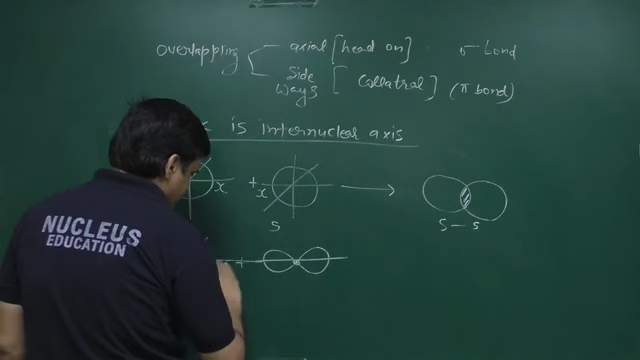 overlapping axial [head on] σ- bond
side ways [collatral] (π bond)
is internuclear axis
x + x
s
s - s
+
NUCLEUS
EDUCATION